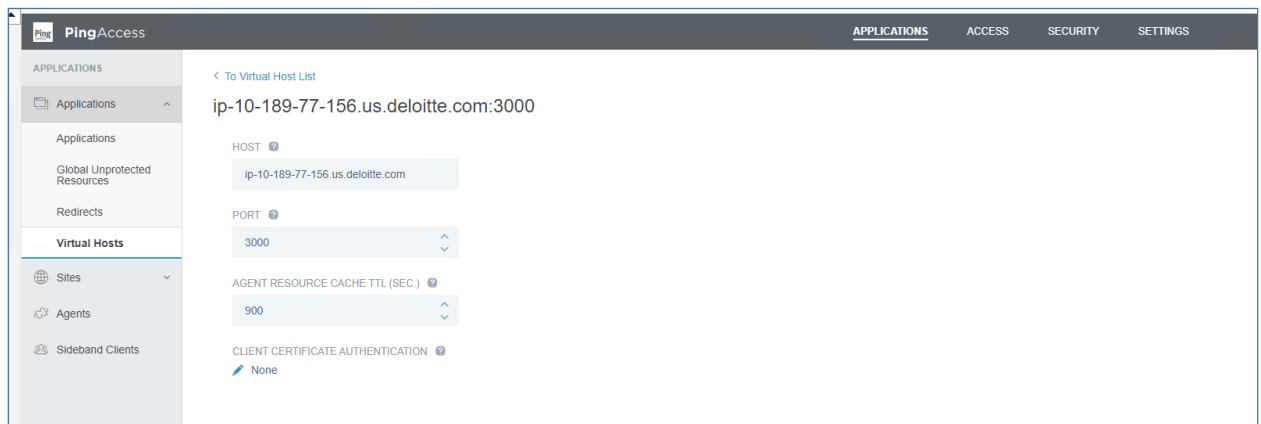 Ping
PingAccess
APPLICATIONS
ACCESS
SECURITY
SETTINGS
APPLICATIONS
Applications
Applications
Global Unprotected
Resources
Redirects
Virtual Hosts
Sites
Agents
Sideband Clients
< To Virtual Host List
ip-10-189-77-156.us.deloitte.com:3000
HOST ?
ip-10-189-77-156.us.deloitte.com
PORT ?
3000
AGENT RESOURCE CACHE TTL (SEC.) ?
900
CLIENT CERTIFICATE AUTHENTICATION ?
None